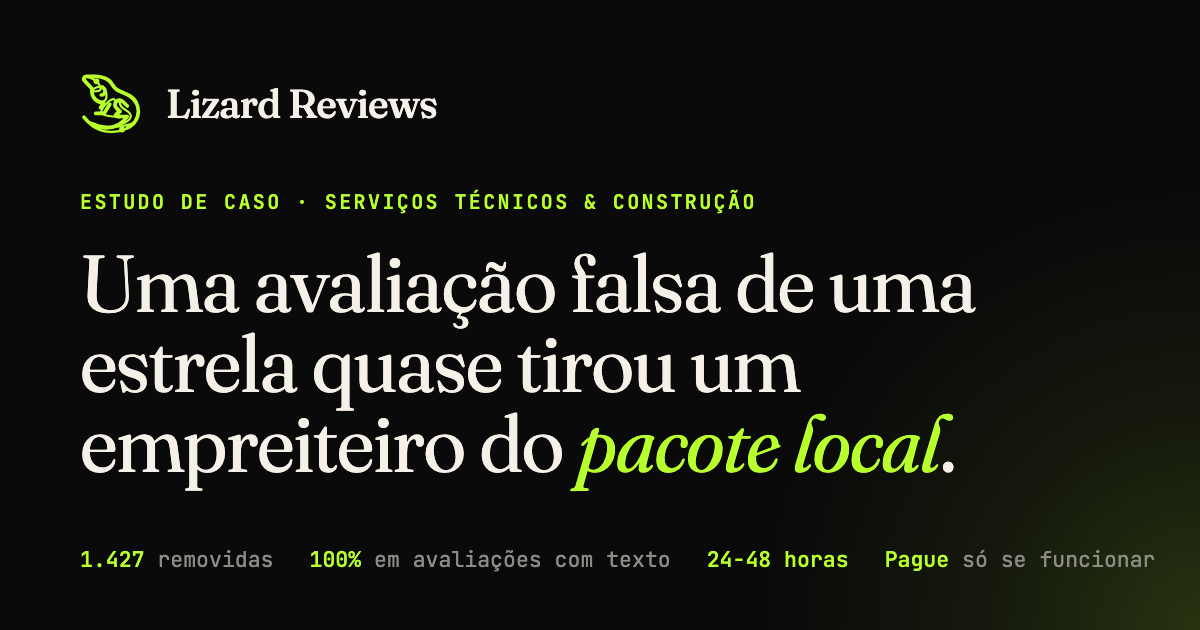 Lizard Reviews
ESTUDO DE CASO · SERVIÇOS TÉCNICOS & CONSTRUÇÃO
Uma avaliação falsa de uma
estrela quase tirou um
empreiteiro do pacote local.
1.427 removidas 100% em avaliações com texto 24-48 horas Pague só se funcionar